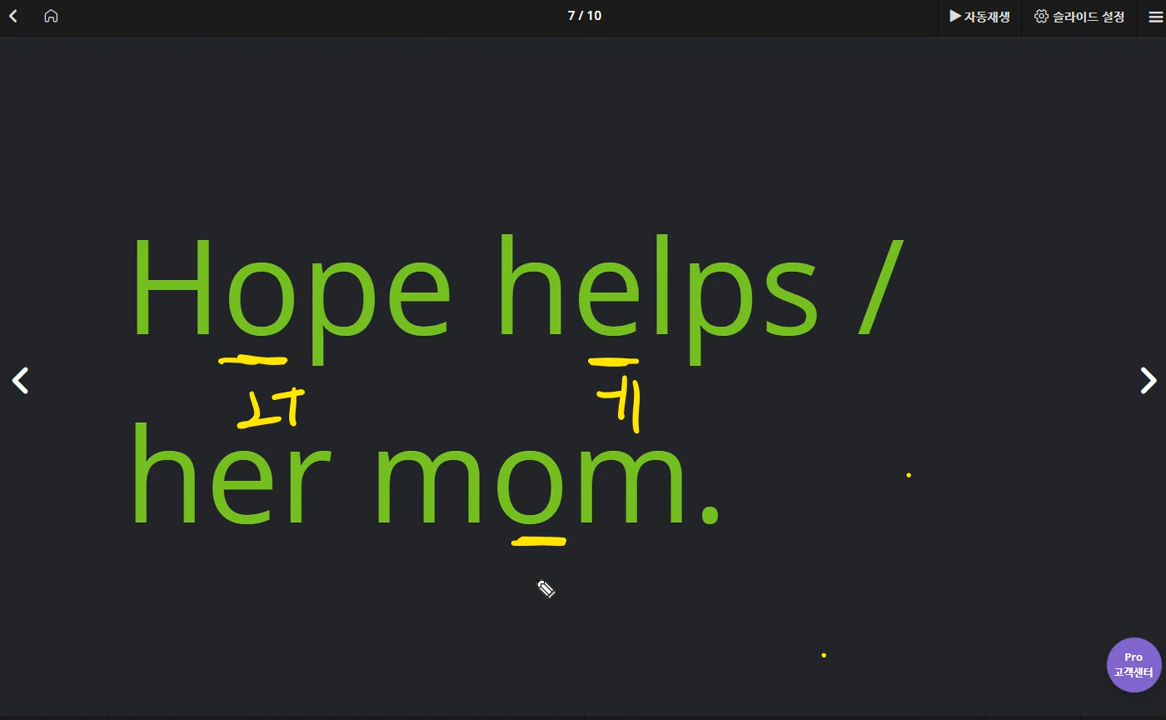 7 / 10
자동재생
슬라이드 설정
Hope helps /
ㅔ
her mom.
Pro
고객센터